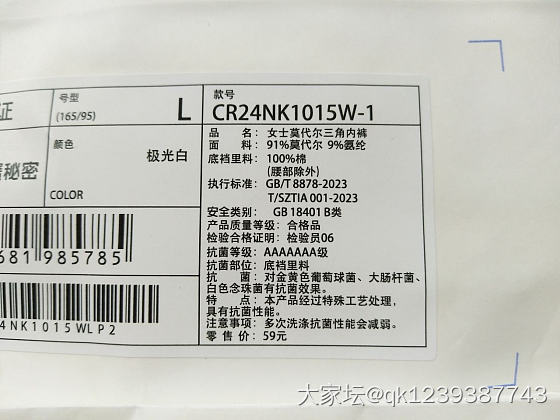 证
号型
(165/95)
L
款号
CR24NK1015W-1
秘密
颜色
极光白
COLOR
品 名：女士莫代尔三角内裤
面 料：91%莫代尔 9%氨纶
底裆里料：100%棉
(腰部除外)
执行标准：GB/T 8878-2023
T/SZTIA 001-2023
安全类别：GB 18401 B类
产品质量等级：合格品
检验合格证明：检验员06
抗菌等级：AAAAAAA级
抗菌部位：底裆里料
抗 菌：对金黄色葡萄球菌、大肠杆菌、
白色念珠菌有抗菌效果。
特 点：本产品经过特殊工艺处理，
具有抗菌性能。
注意事项：多次洗涤抗菌性能会减弱。
零 售 价：59元
681985785
4NK1015WLP2
大家坛@qk1239387743